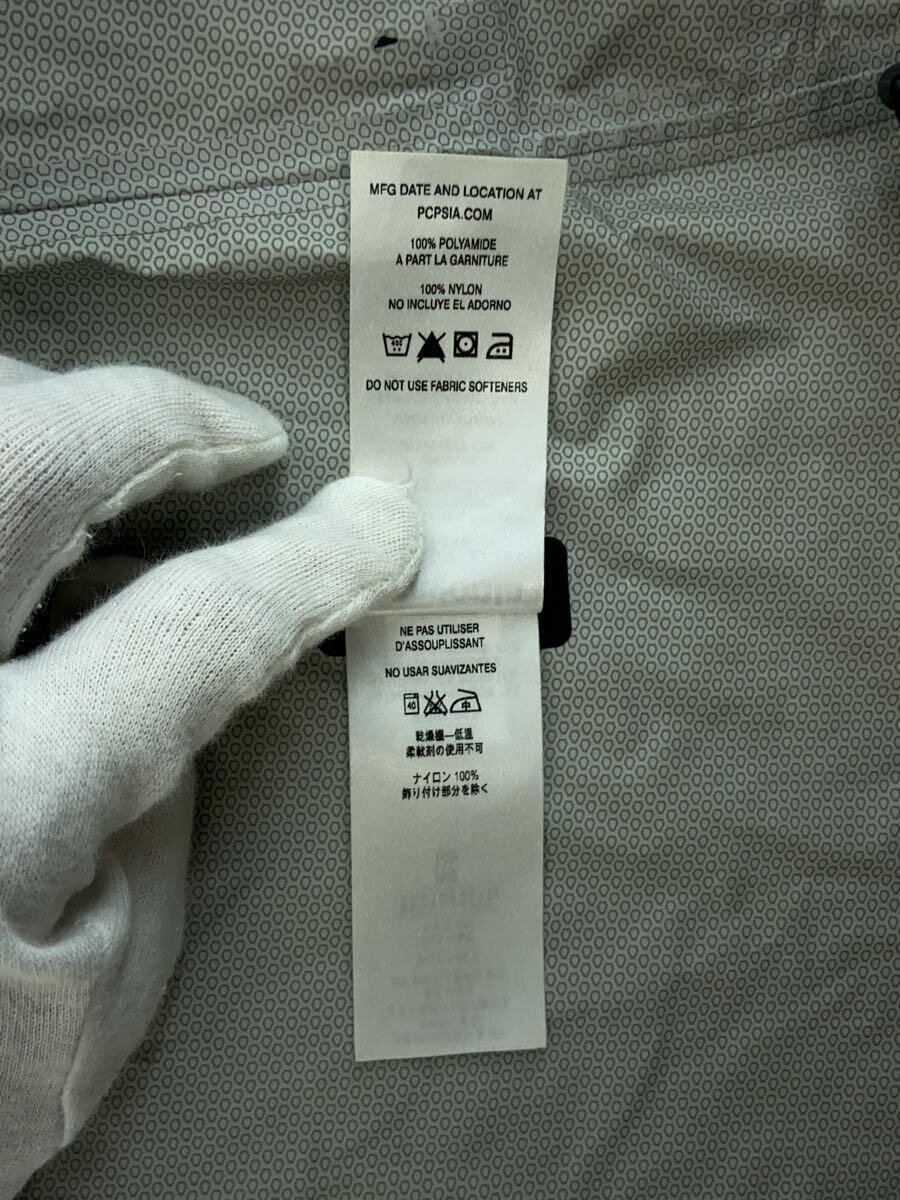 MFG DATE AND LOCATION AT
PCPSIA.COM
100% POLYAMIDE
A PART LA GARNITURE
100% NYLON
NO INCLUYE EL ADORNO
DO NOT USE FABRIC SOFTENERS
NE PAS UTILISER
D'ASSOUPLISSANT
NO USAR SUAVIZANTES
40 中
乾燥機—低温
柔軟剤の使用不可
ナイロン 100%
飾り付け部分を除く